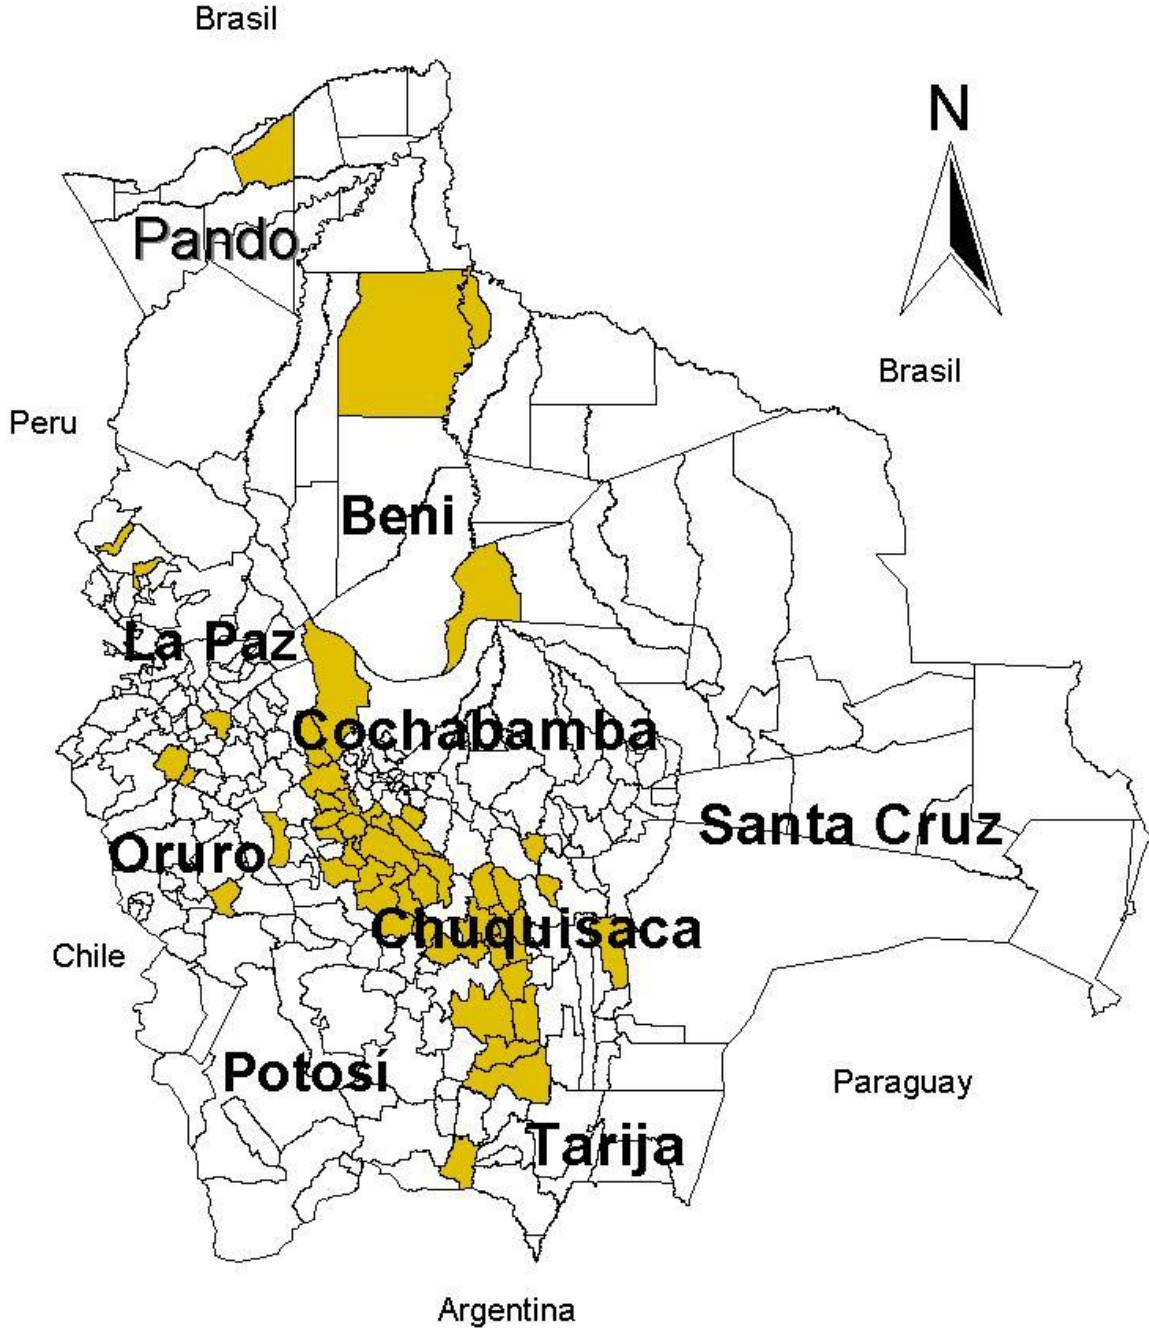 Brasil
N
Pando
Brasil
Peru
Beni
La Paz
Cochabamba
Santa Cruz
Oruro
Chuquisaca
Chile
Potosí
Paraguay
Tarija
Argentina